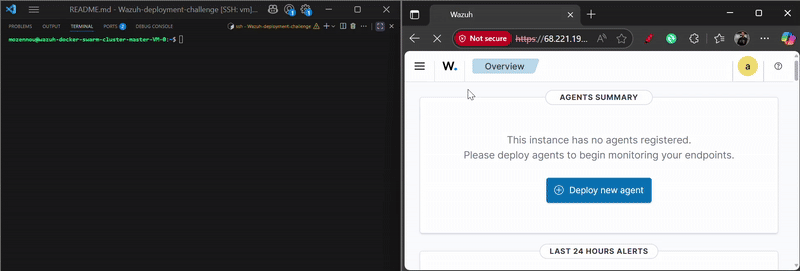 README.md - Wazuh-deployment-challenge [SSH: vm]...
PROBLEMS
OUTPUT
TERMINAL
PORTS 2
DEBUG CONSOLE
ssh - Wazuh-deployment-challenge
mozennou@wazuh-docker-swarm-cluster-master-VM-0:~$
Wazuh
Not secure https://68.221.19...
W.
Overview
a
AGENTS SUMMARY
This instance has no agents registered.
Please deploy agents to begin monitoring your endpoints.
Deploy new agent
LAST 24 HOURS ALERTS